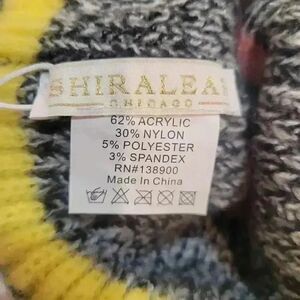 SHIRALEAH
CHICAGO
62% ACRYLIC
30% NYLON
5% POLYESTER
3% SPANDEX
RN#138900
Made in China